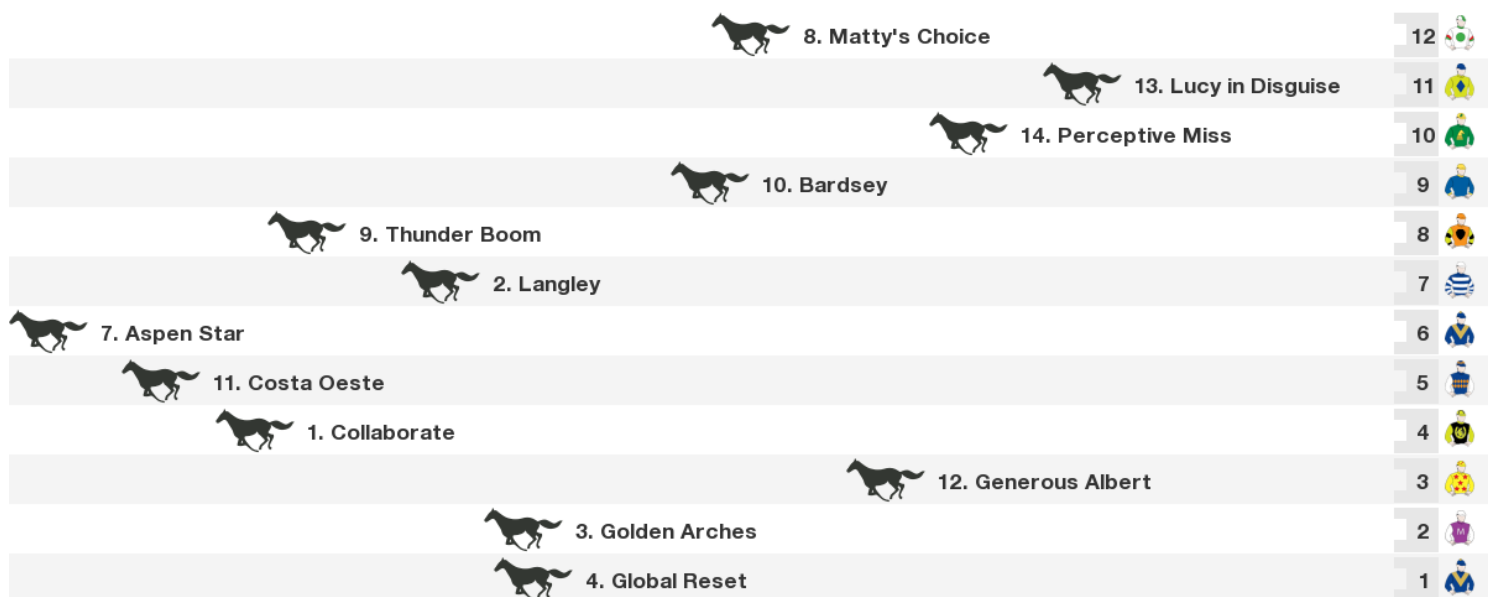 8. Matty's Choice 12
13. Lucy in Disguise 11
14. Perceptive Miss 10
10. Bardsey 9
9. Thunder Boom 8
2. Langley 7
7. Aspen Star 6
11. Costa Oeste 5
1. Collaborate 4
12. Generous Albert 3
3. Golden Arches 2 M
4. Global Reset 1